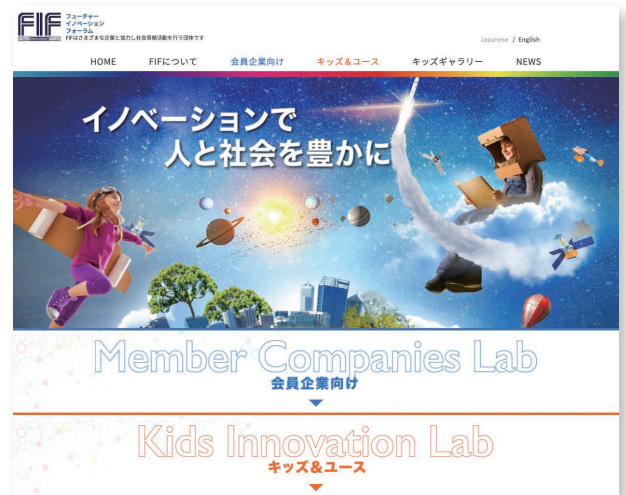 FIF
フューチャー
イノベーション
フォーラム
FIFはさまざまな企業と協力し社会貢献活動を行う団体です
Japanese / English
HOME FIFについて 会員企業向け キッズ&ユース キッズギャラリー NEWS
イノベーションで
人と社会を豊かに
Member Companies Lab
会員企業向け
Kids Innovation Lab
キッズ&ユース